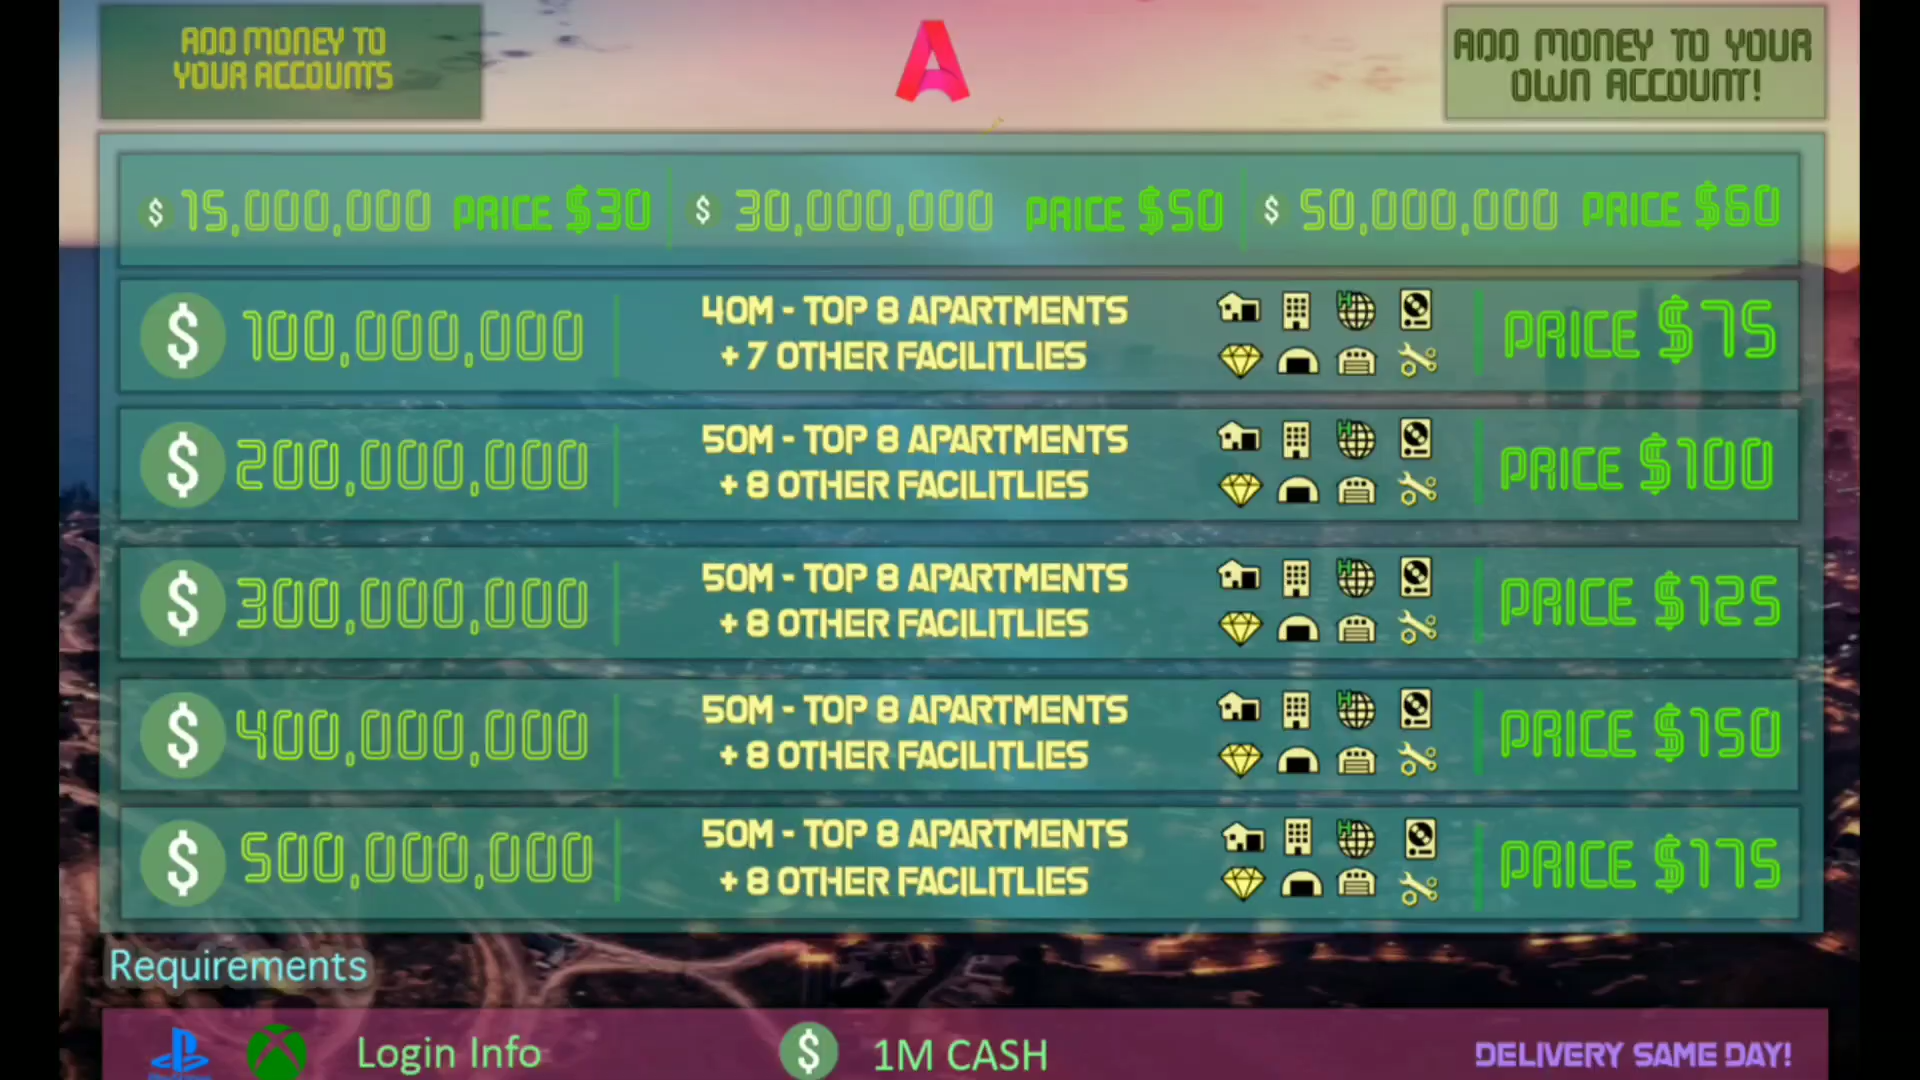 ADD MONEY TO
YOUR ACCOUNTS
A
ADD MONEY TO YOUR
OWN ACCOUNT!
$ 15,000,000 PRICE $30
$ 30,000,000 PRICE $50
$ 50,000,000 PRICE $60
$ 100,000,000
40M - TOP 8 APARTMENTS
+ 7 OTHER FACILITLIES
PRICE $75
$ 200,000,000
50M - TOP 8 APARTMENTS
+ 8 OTHER FACILITLIES
PRICE $100
$ 300,000,000
50M - TOP 8 APARTMENTS
+ 8 OTHER FACILITLIES
PRICE $125
$ 400,000,000
50M - TOP 8 APARTMENTS
+ 8 OTHER FACILITLIES
PRICE $150
$ 500,000,000
50M - TOP 8 APARTMENTS
+ 8 OTHER FACILITLIES
PRICE $175
Requirements
Login Info
$ 1M CASH
DELIVERY SAME DAY!